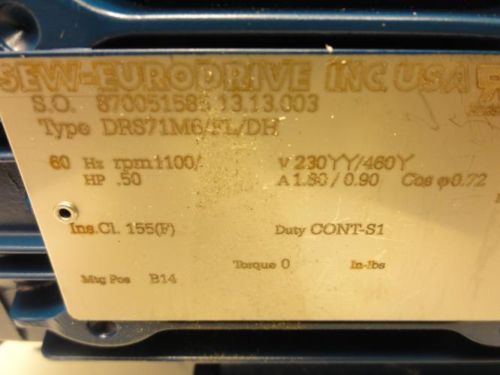 SEW-EURODRIVE INC USA
S.O. 870051585.13.13.003
Type DRS71M6/FL/DH
60 Hz rpm 1100/ V 230YY/460Y
HP .50 A 1.80 / 0.90 Cos φ 0.72
Ins.Cl. 155(F) Duty CONT-S1
Torque 0 In-lbs
Mtg Pos B14